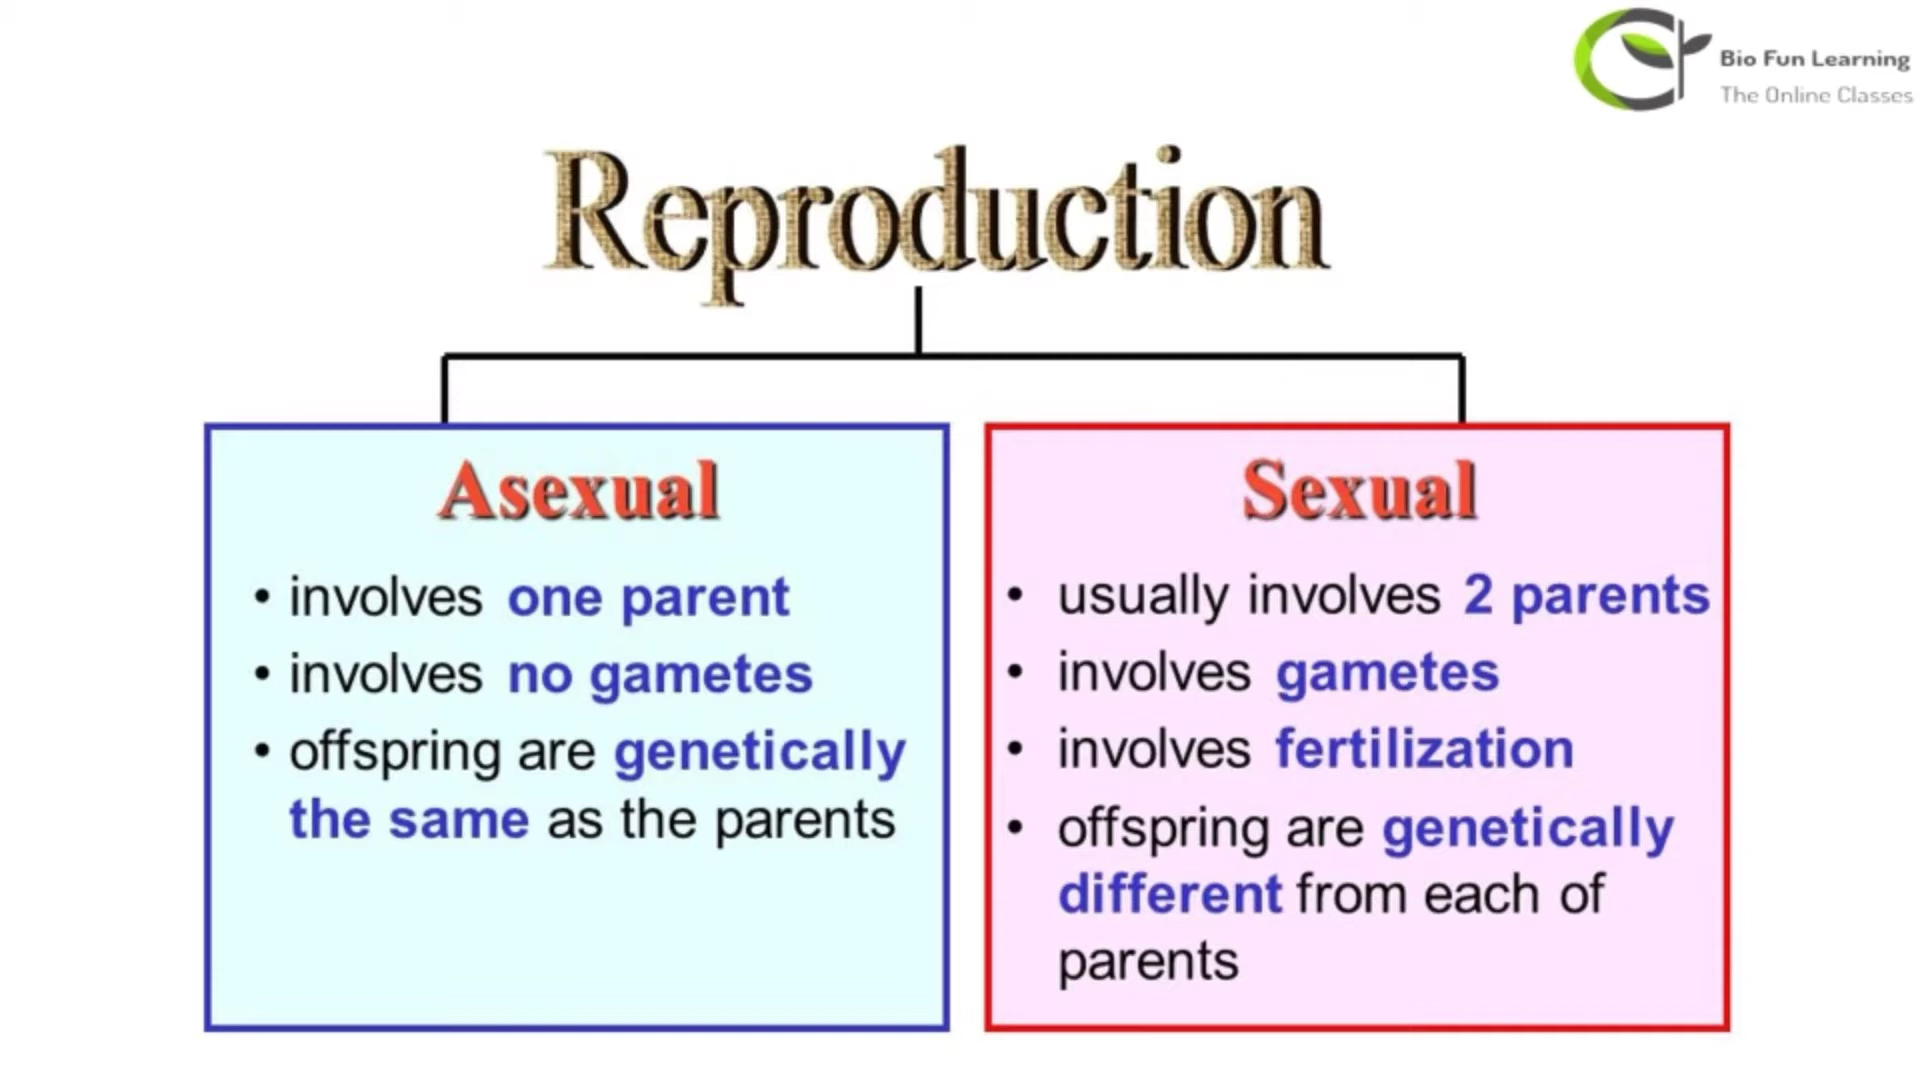 Bio Fun Learning
The Online Classes
Reproduction
Asexual
• involves one parent
• involves no gametes
• offspring are genetically
the same as the parents
Sexual
• usually involves 2 parents
• involves gametes
• involves fertilization
• offspring are genetically
different from each of
parents